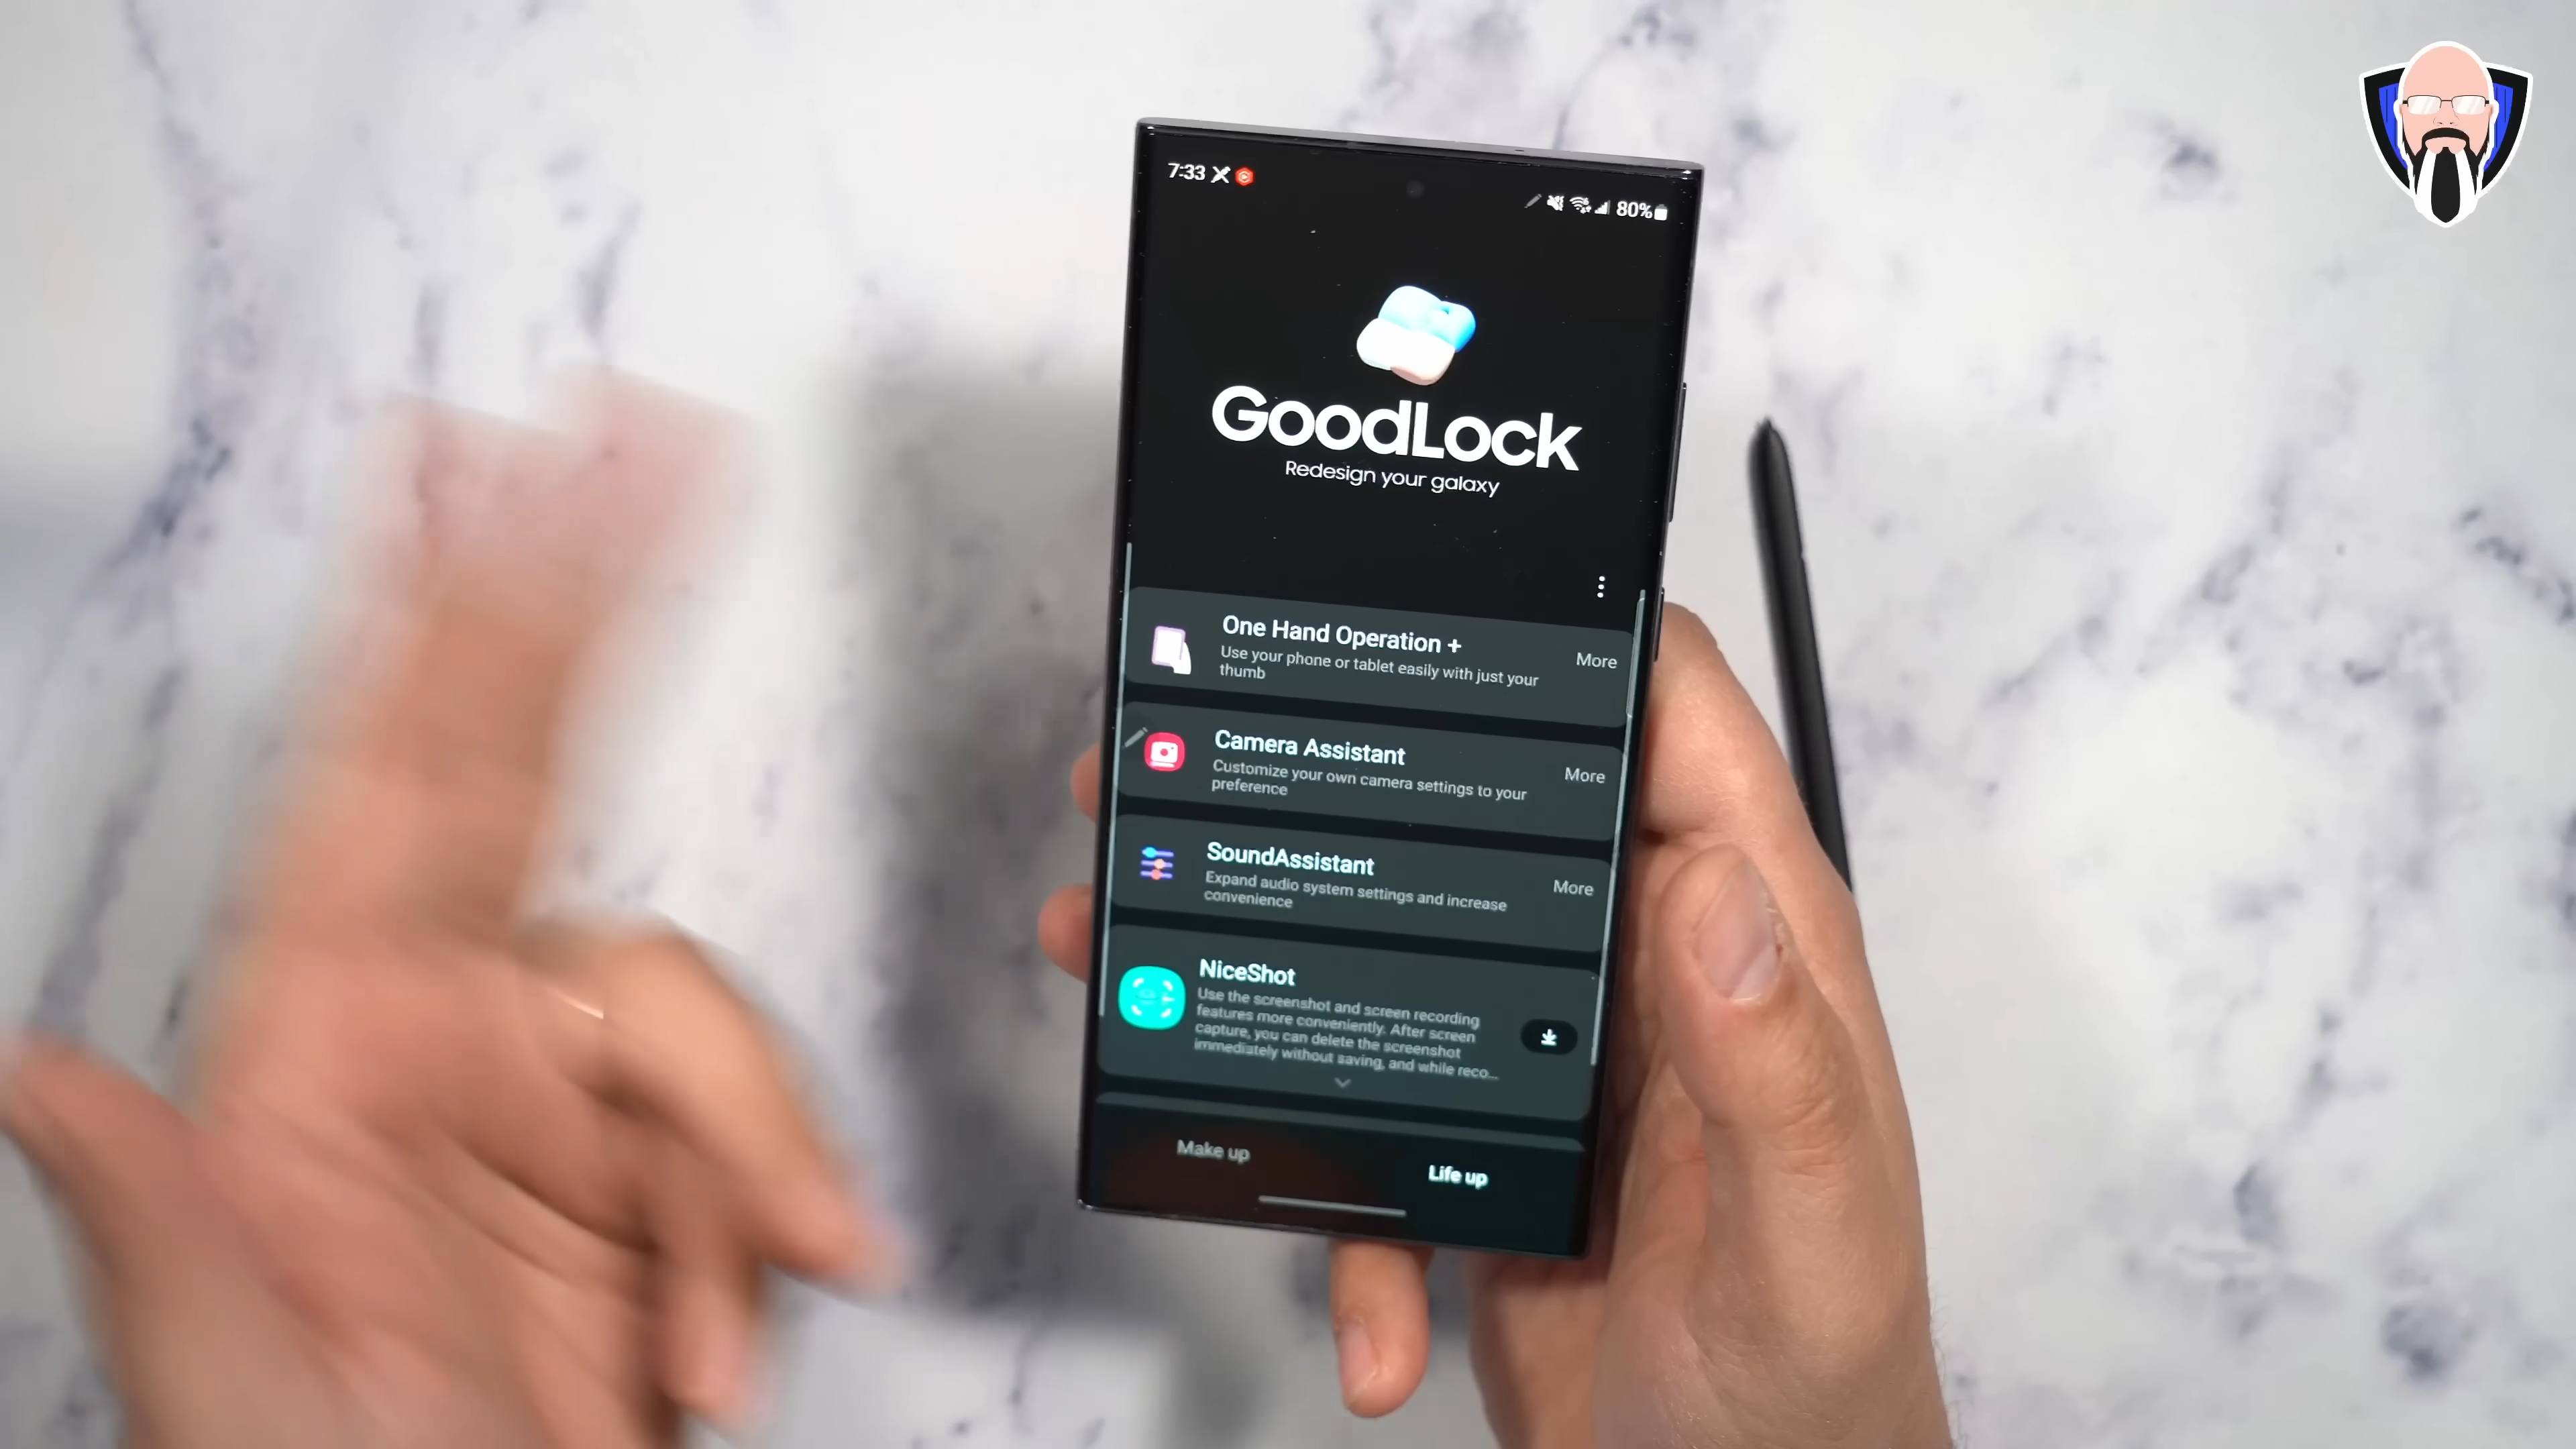 7:33
80%
GoodLock
Redesign your galaxy
One Hand Operation +
Use your phone or tablet easily with just your
thumb
More
Camera Assistant
Customize your own camera settings to your
preference
More
SoundAssistant
Expand audio system settings and increase
convenience
More
NiceShot
Use the screenshot and screen recording
features more conveniently. After screen
capture, you can delete the screenshot
immediately without saving, and while reco...
Make up
Life up